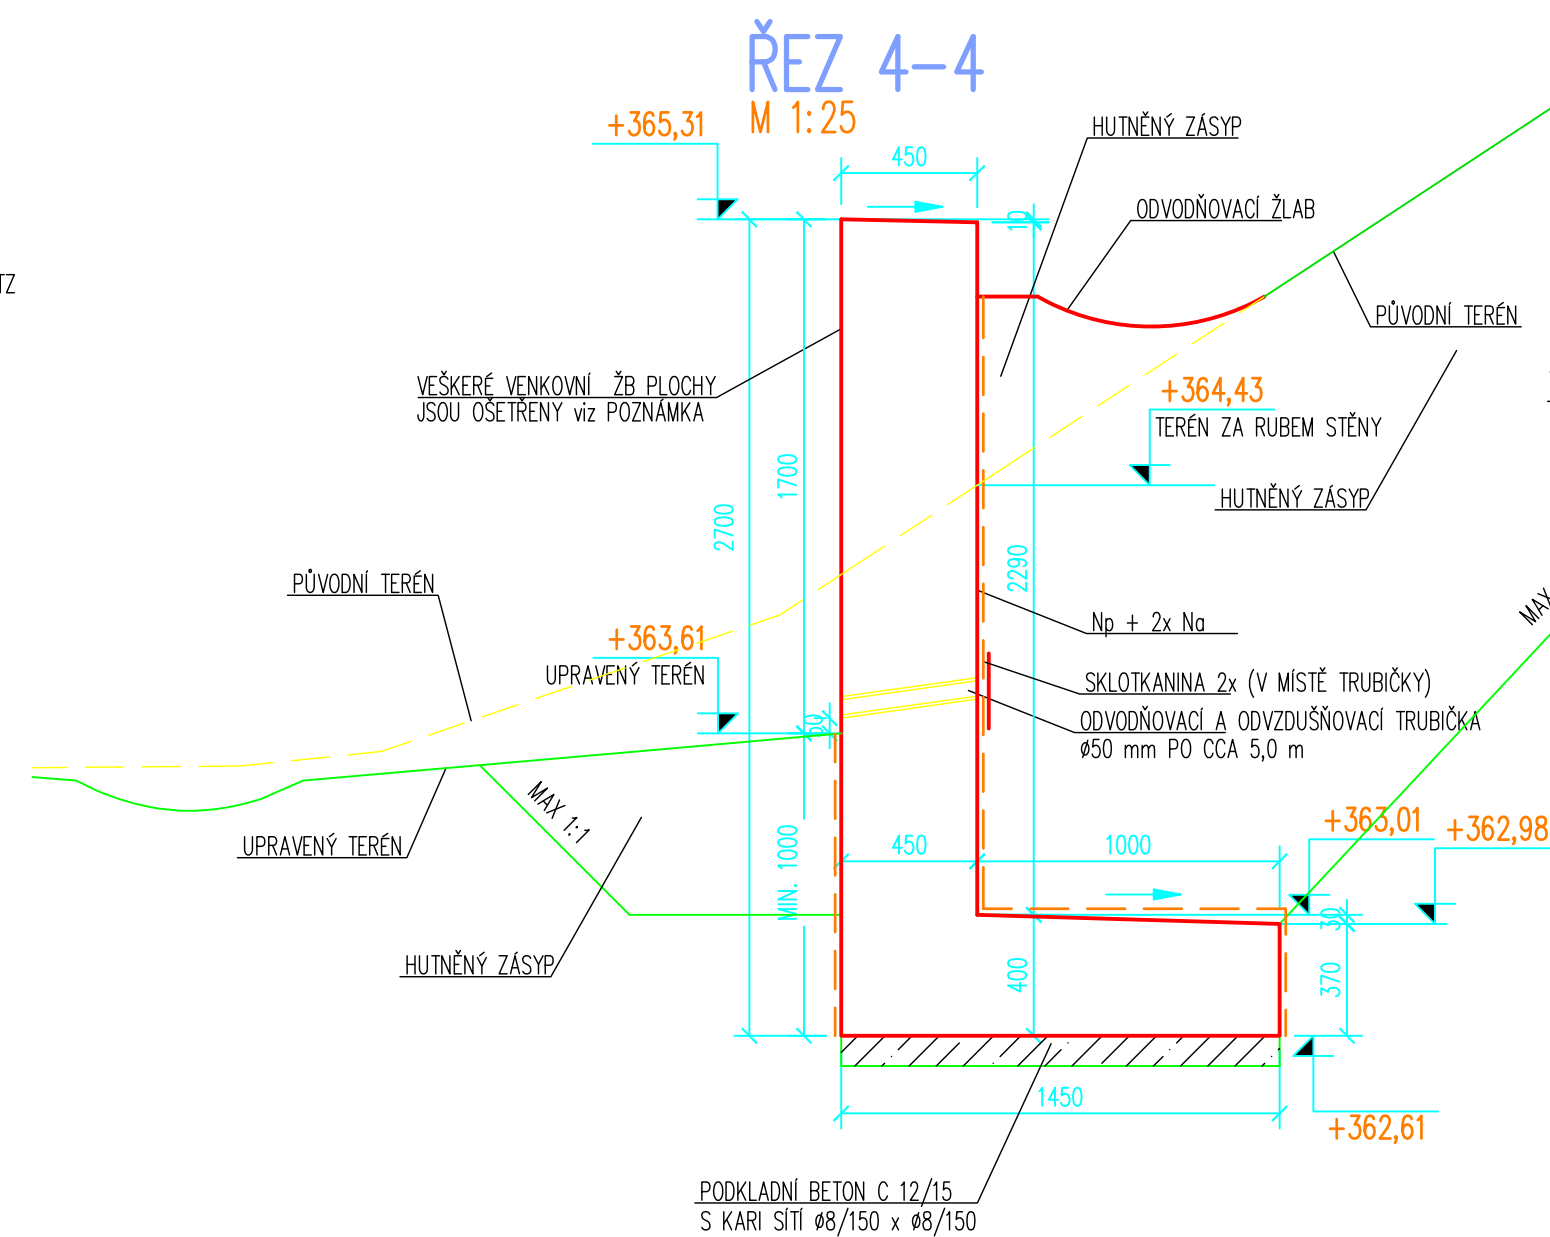 ŘEZ 4-4
M 1:25
+365,31
450
HUTNĚNÝ ZÁSYP
10
ODVODŇOVACÍ ŽLAB
TZ
PŮVODNÍ TERÉN
VEŠKERÉ VENKOVNÍ ŽB PLOCHY
JSOU OŠETŘENY viz POZNÁMKA
+364,43
TERÉN ZA RUBEM STĚNY
1700
HUTNĚNÝ ZÁSYP
2700
2290
PŮVODNÍ TERÉN
MAX
Np + 2x Na
+363,61
UPRAVENÝ TERÉN
SKLOTKANINA 2x (V MÍSTĚ TRUBIČKY)
ODVODŇOVACÍ A ODVZDUŠŇOVACÍ TRUBIČKA
ø50 mm PO CCA 5,0 m
MAX 1:1
+363,01
+362,98
UPRAVENÝ TERÉN
MIN. 1000
450
1000
30
HUTNĚNÝ ZÁSYP
400
370
1450
+362,61
PODKLADNÍ BETON C 12/15
S KARI SÍTÍ ø8/150 x ø8/150